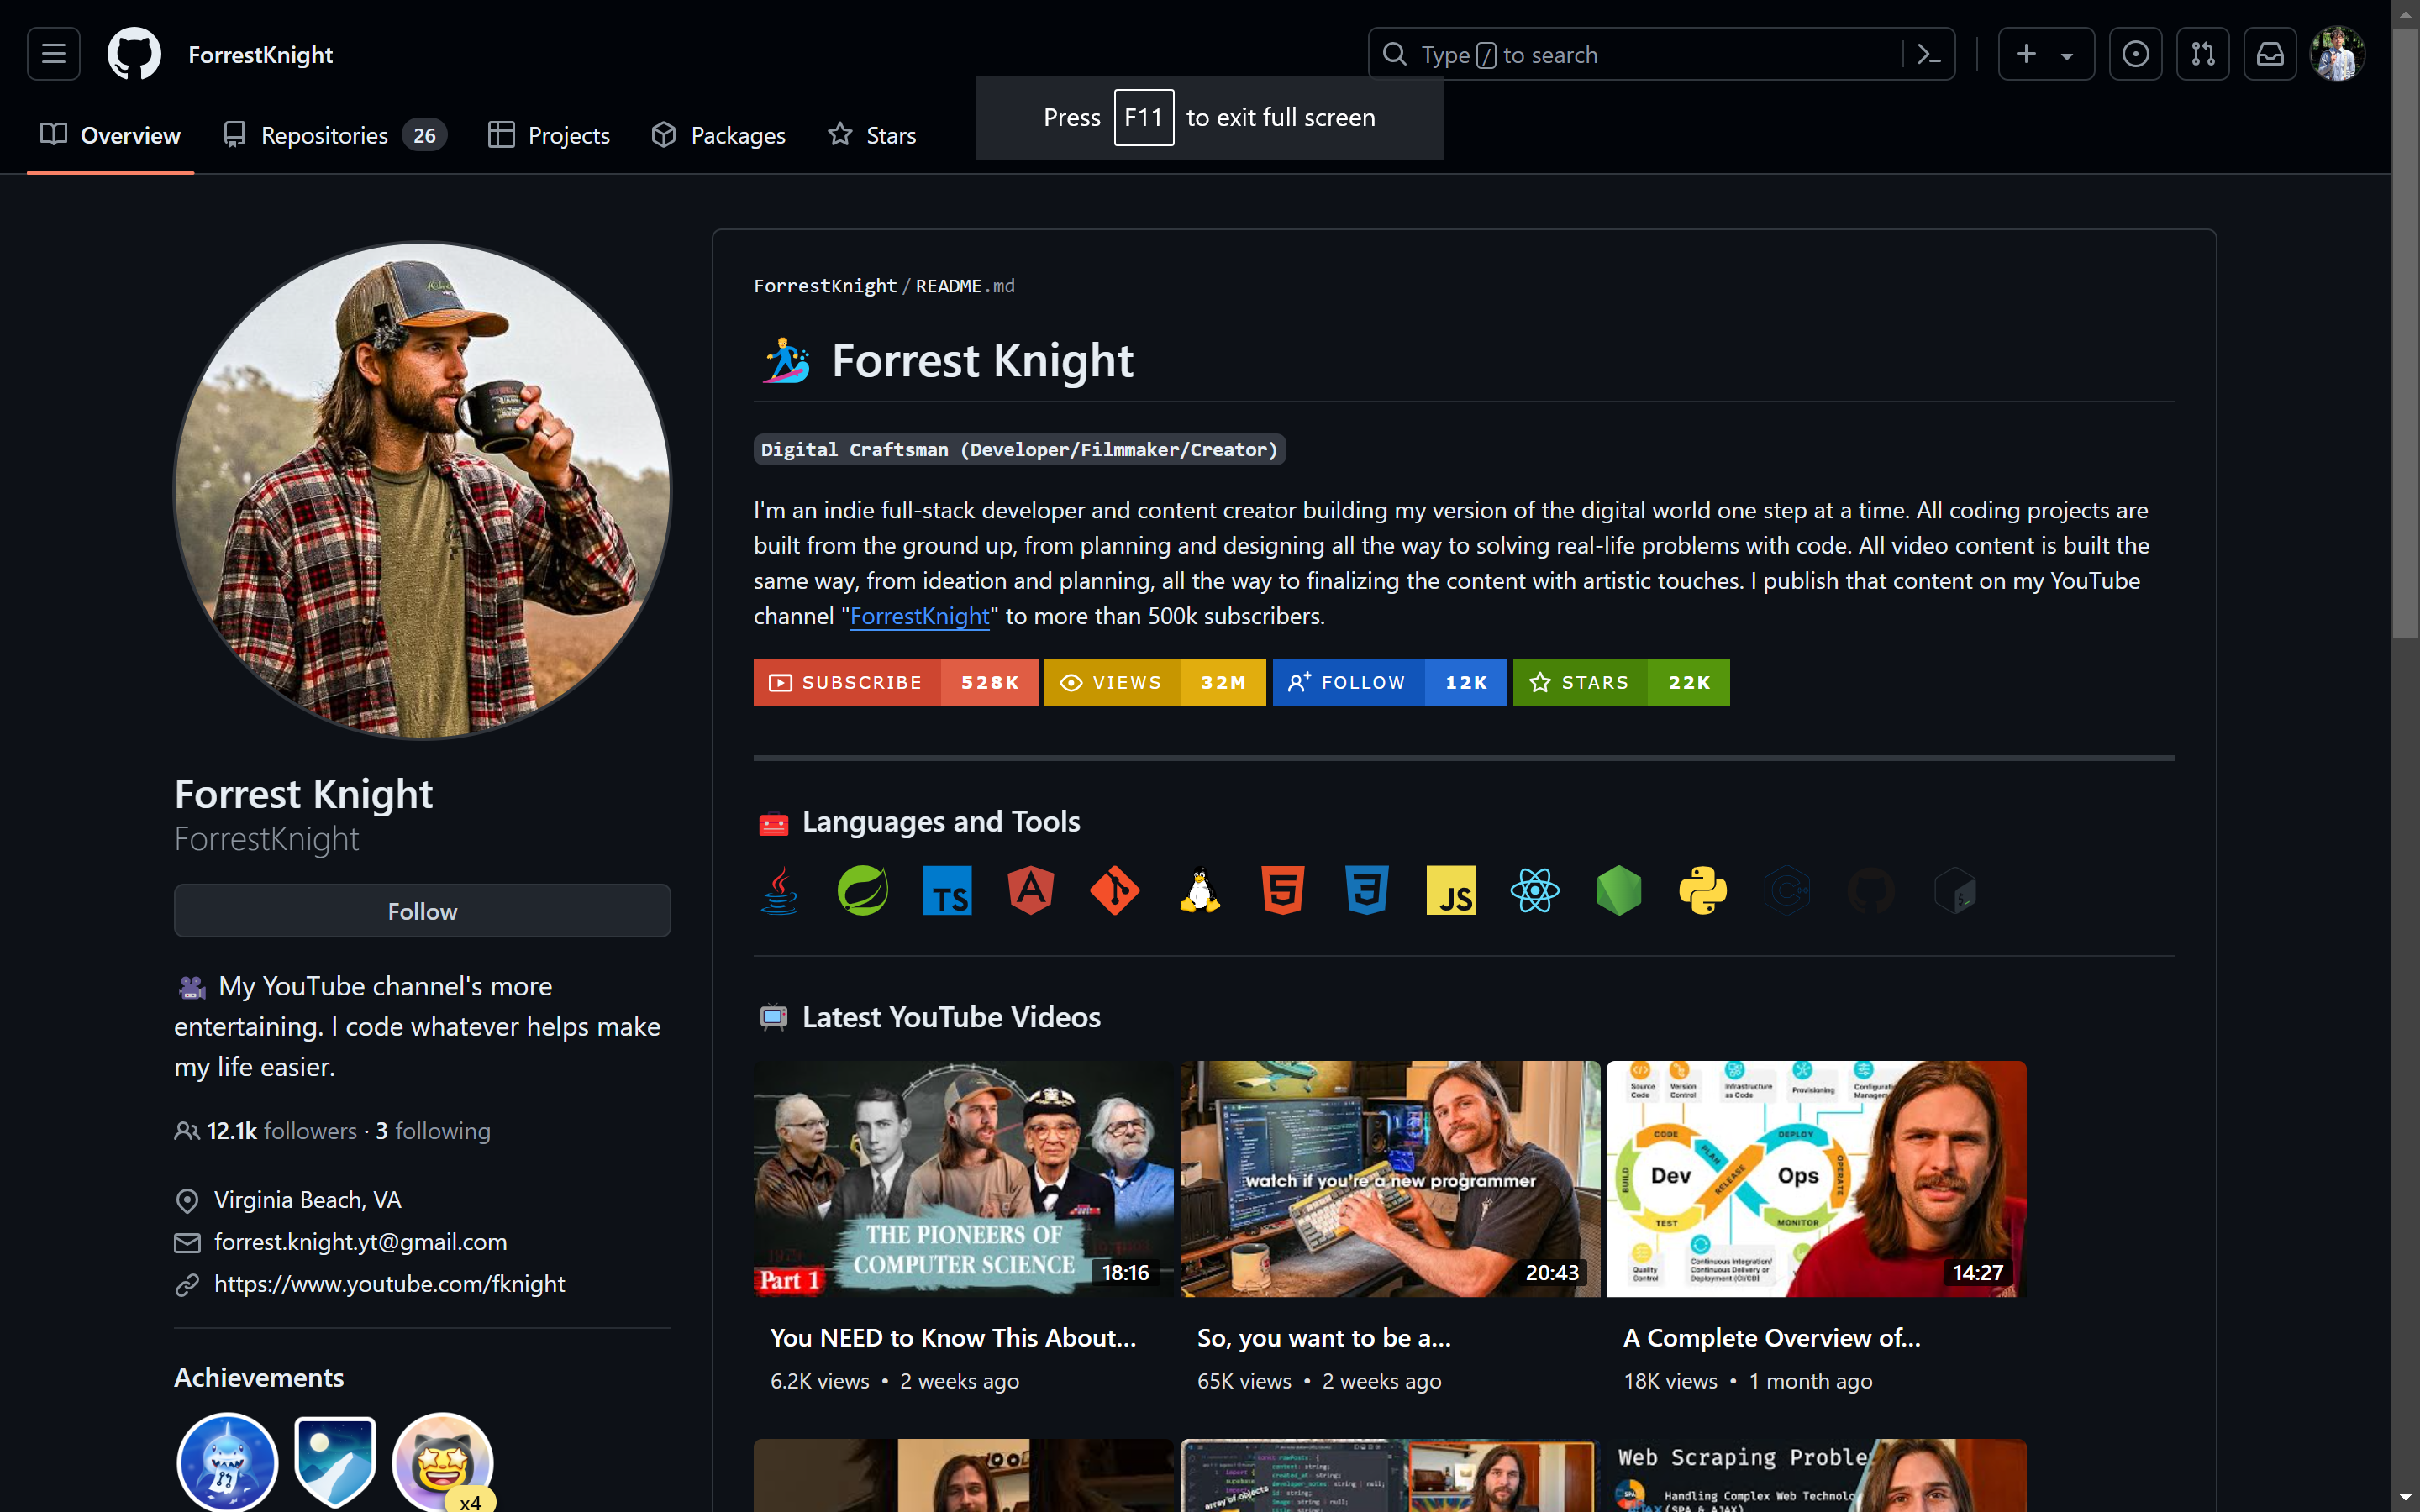 ForrestKnight
Type / to search
Press F11 to exit full screen
Overview
Repositories 26
Projects
Packages
Stars
ForrestKnight / README.md
Forrest Knight
Digital Craftsman (Developer/Filmmaker/Creator)
I'm an indie full-stack developer and content creator building my version of the digital world one step at a time. All coding projects are
built from the ground up, from planning and designing all the way to solving real-life problems with code. All video content is built the
same way, from ideation and planning, all the way to finalizing the content with artistic touches. I publish that content on my YouTube
channel "ForrestKnight" to more than 500k subscribers.
SUBSCRIBE 528K
VIEWS 32M
FOLLOW 12K
STARS 22K
Forrest Knight
ForrestKnight
Follow
My YouTube channel's more
entertaining. I code whatever helps make
my life easier.
12.1k followers · 3 following
Virginia Beach, VA
forrest.knight.yt@gmail.com
https://www.youtube.com/fknight
Achievements
x4
Languages and Tools
TS
JS
Latest YouTube Videos
THE PIONEERS OF
COMPUTER SCIENCE
Part 1
18:16
You NEED to Know This About...
6.2K views • 2 weeks ago
watch if you're a new programmer
20:43
So, you want to be a...
65K views • 2 weeks ago
Source
Code
Version
Control
Infrastructure
as Code
Provisioning
CODE
PLAN
DEPLOY
BUILD
Dev
RELEASE
Ops
OPERATE
TEST
MONITOR
Quality
Control
Continuous Integration/
Continuous Delivery or
Deployment (CI/CD)
14:27
A Complete Overview of...
18K views • 1 month ago
array of objects
Web Scraping
Handling Complex Web
(SPA & AJAX)